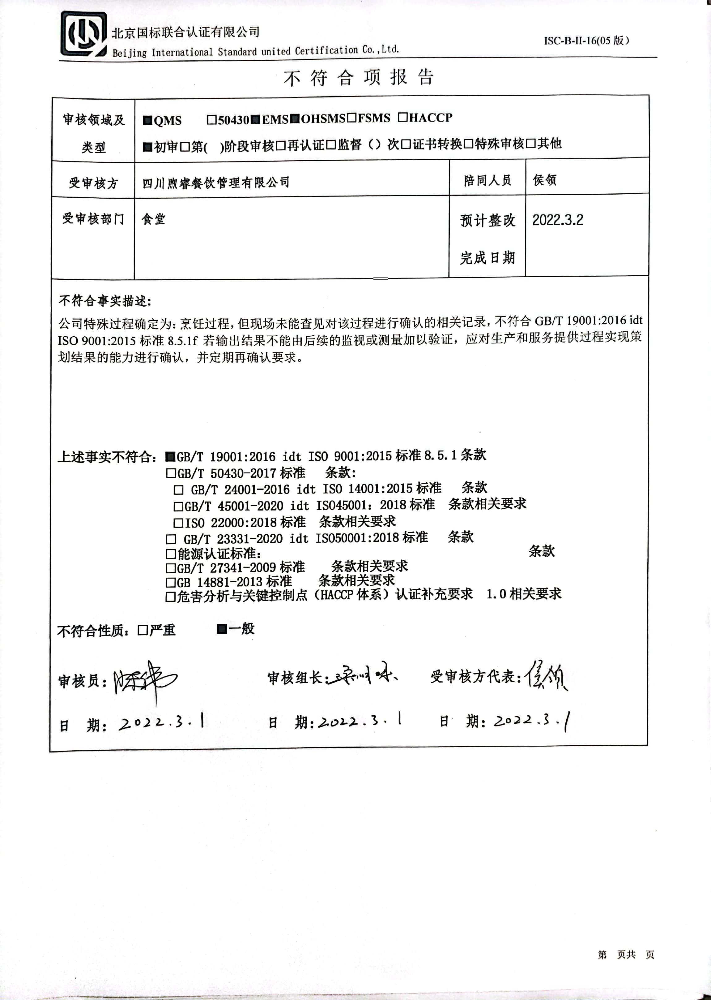 北京国标联合认证有限公司
Beijing International Standard united Certification Co.,Ltd.
ISC-B-II-16(05 版)
不符合项报告
审核领域及类型
■QMS □50430■EMS■OHSMS□FSMS □HACCP
■初审□第( )阶段审核□再认证□监督（）次□证书转换□特殊审核□其他
受审核方 四川煦睿餐饮管理有限公司 陪同人员 侯领
受审核部门 食堂 预计整改完成日期 2022.3.2
不符合事实描述:
公司特殊过程确定为：烹饪过程，但现场未能查见对该过程进行确认的相关记录，不符合 GB/T 19001:2016 idt
ISO 9001:2015 标准 8.5.1f 若输出结果不能由后续的监视或测量加以验证，应对生产和服务提供过程实现策
划结果的能力进行确认，并定期再确认要求。
上述事实不符合：■GB/T 19001:2016 idt ISO 9001:2015 标准 8.5.1 条款
□GB/T 50430-2017 标准 条款:
□ GB/T 24001-2016 idt ISO 14001:2015 标准 条款
□GB/T 45001-2020 idt ISO45001：2018 标准 条款相关要求
□ISO 22000:2018 标准 条款相关要求
□ GB/T 23331-2020 idt ISO50001:2018 标准 条款
□能源认证标准： 条款
□GB/T 27341-2009 标准 条款相关要求
□GB 14881-2013 标准 条款相关要求
□危害分析与关键控制点（HACCP 体系）认证补充要求 1.0 相关要求
不符合性质：□严重 ■一般
审核员：陈伟 审核组长： 受审核方代表：侯领
日 期：2022.3.1 日 期：2022.3.1 日 期：2022.3.1
第 页共 页